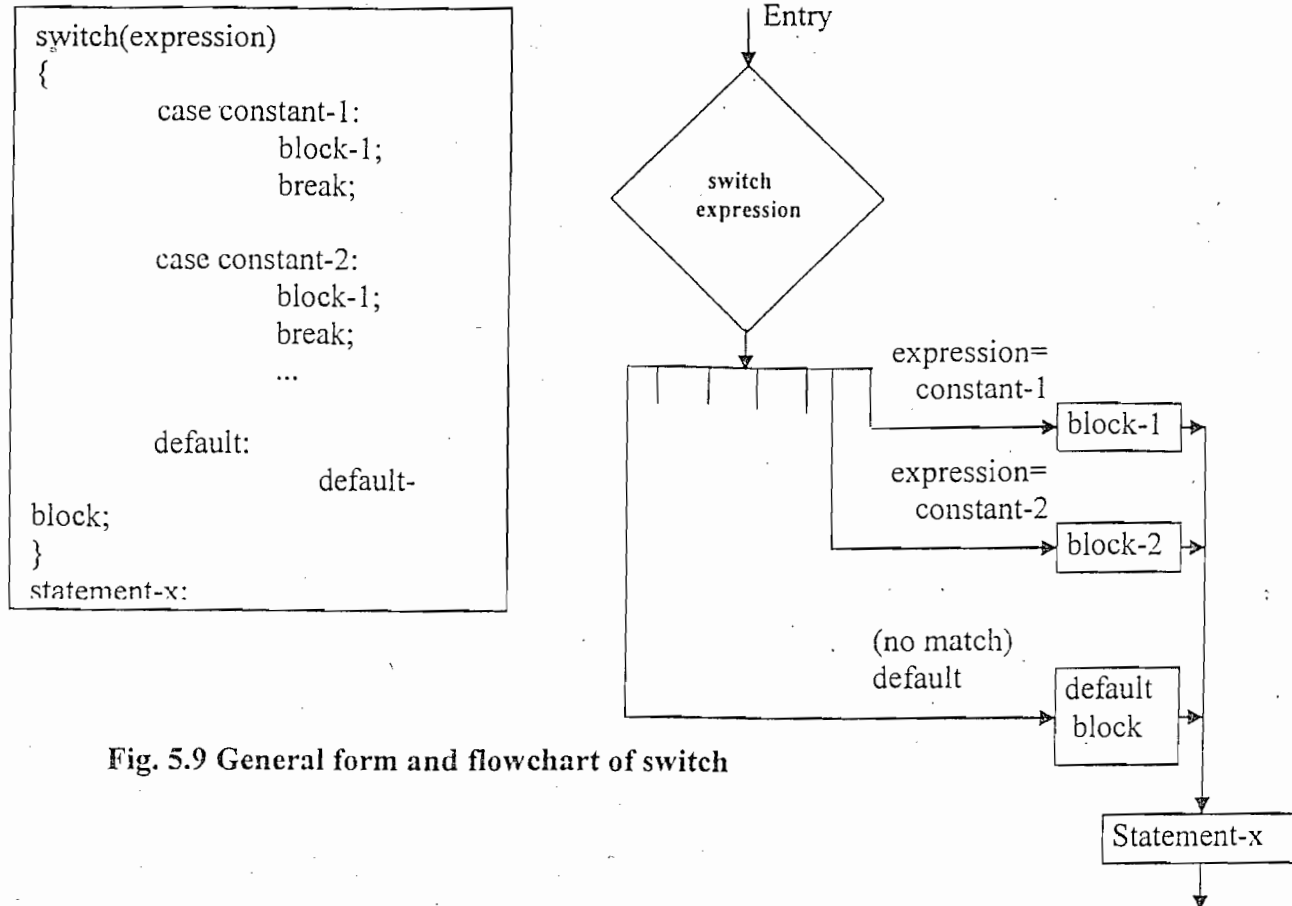 switch(expression)
{
case constant-1:
block-1;
break;
case constant-2:
block-1;
break;
...
default:
default-
block;
}
statement-x:
Entry
switch
expression
expression=
constant-1
block-1
expression=
constant-2
block-2
(no match)
default
default
block
Statement-x
Fig. 5.9 General form and flowchart of switch